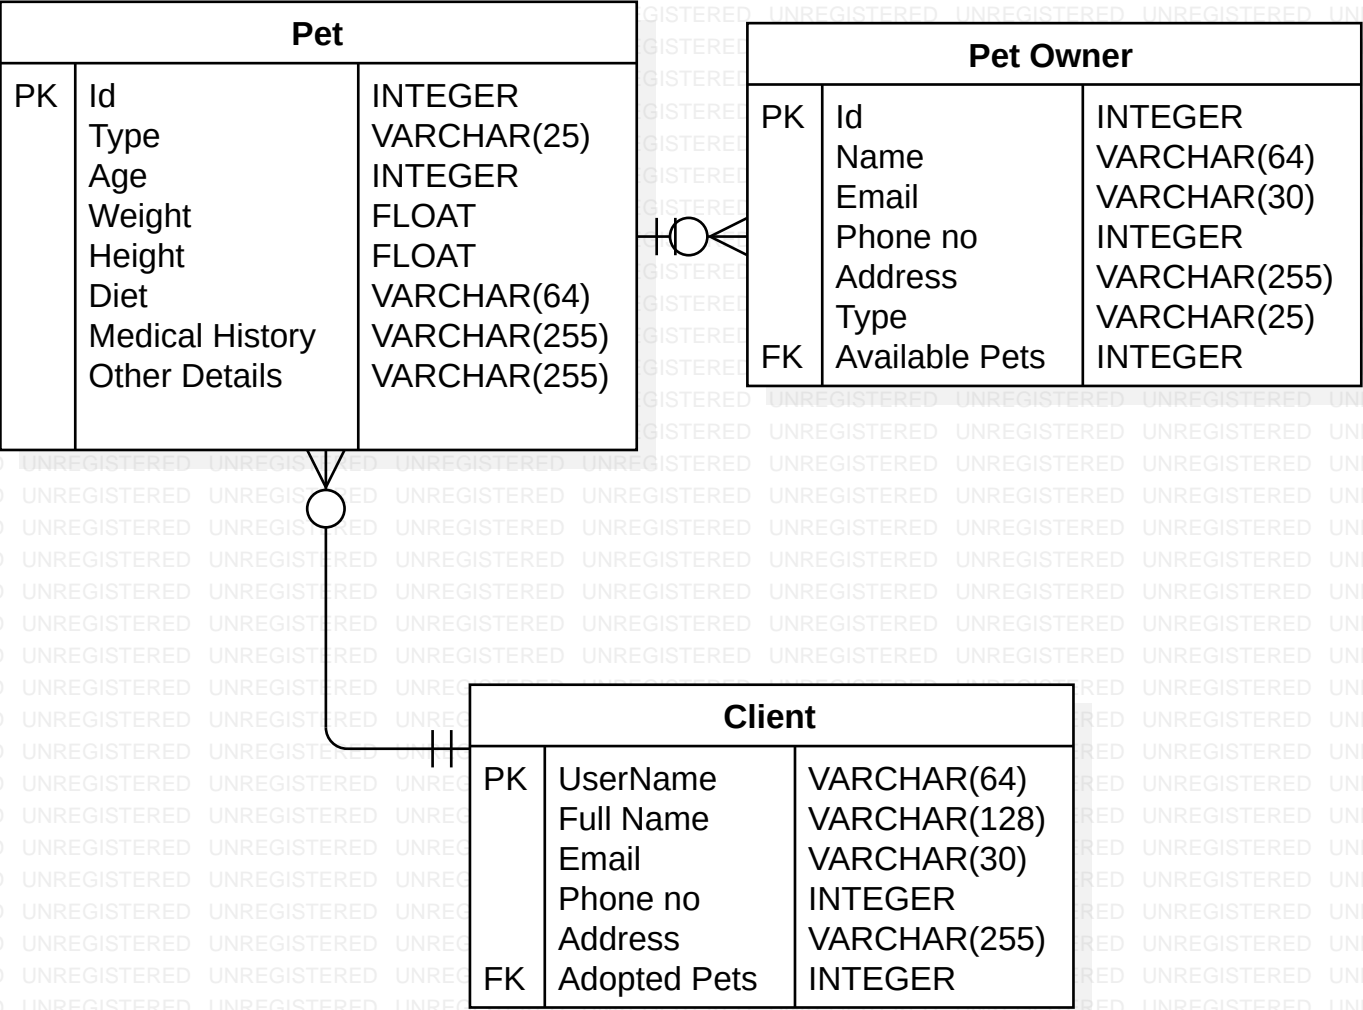 Pet
PK Id INTEGER
Type VARCHAR(25)
Age INTEGER
Weight FLOAT
Height FLOAT
Diet VARCHAR(64)
Medical History VARCHAR(255)
Other Details VARCHAR(255)
Pet Owner
PK Id INTEGER
Name VARCHAR(64)
Email VARCHAR(30)
Phone no INTEGER
Address VARCHAR(255)
Type VARCHAR(25)
FK Available Pets INTEGER
Client
PK UserName VARCHAR(64)
Full Name VARCHAR(128)
Email VARCHAR(30)
Phone no INTEGER
Address VARCHAR(255)
FK Adopted Pets INTEGER
UNREGISTERED